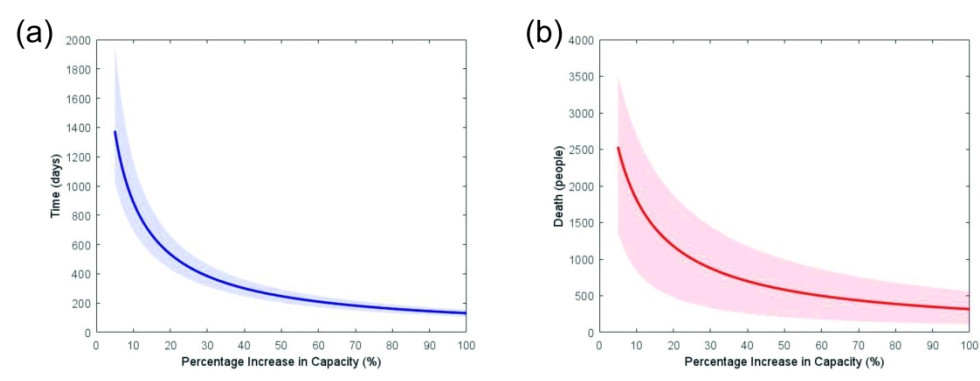 (a)
2000
1800
1600
1400
1200
1000
800
600
400
200
0
Time (days)
0 10 20 30 40 50 60 70 80 90 100
Percentage Increase in Capacity (%)
(b)
4000
3500
3000
2500
2000
1500
1000
500
0
Death (people)
0 10 20 30 40 50 60 70 80 90 100
Percentage Increase in Capacity (%)